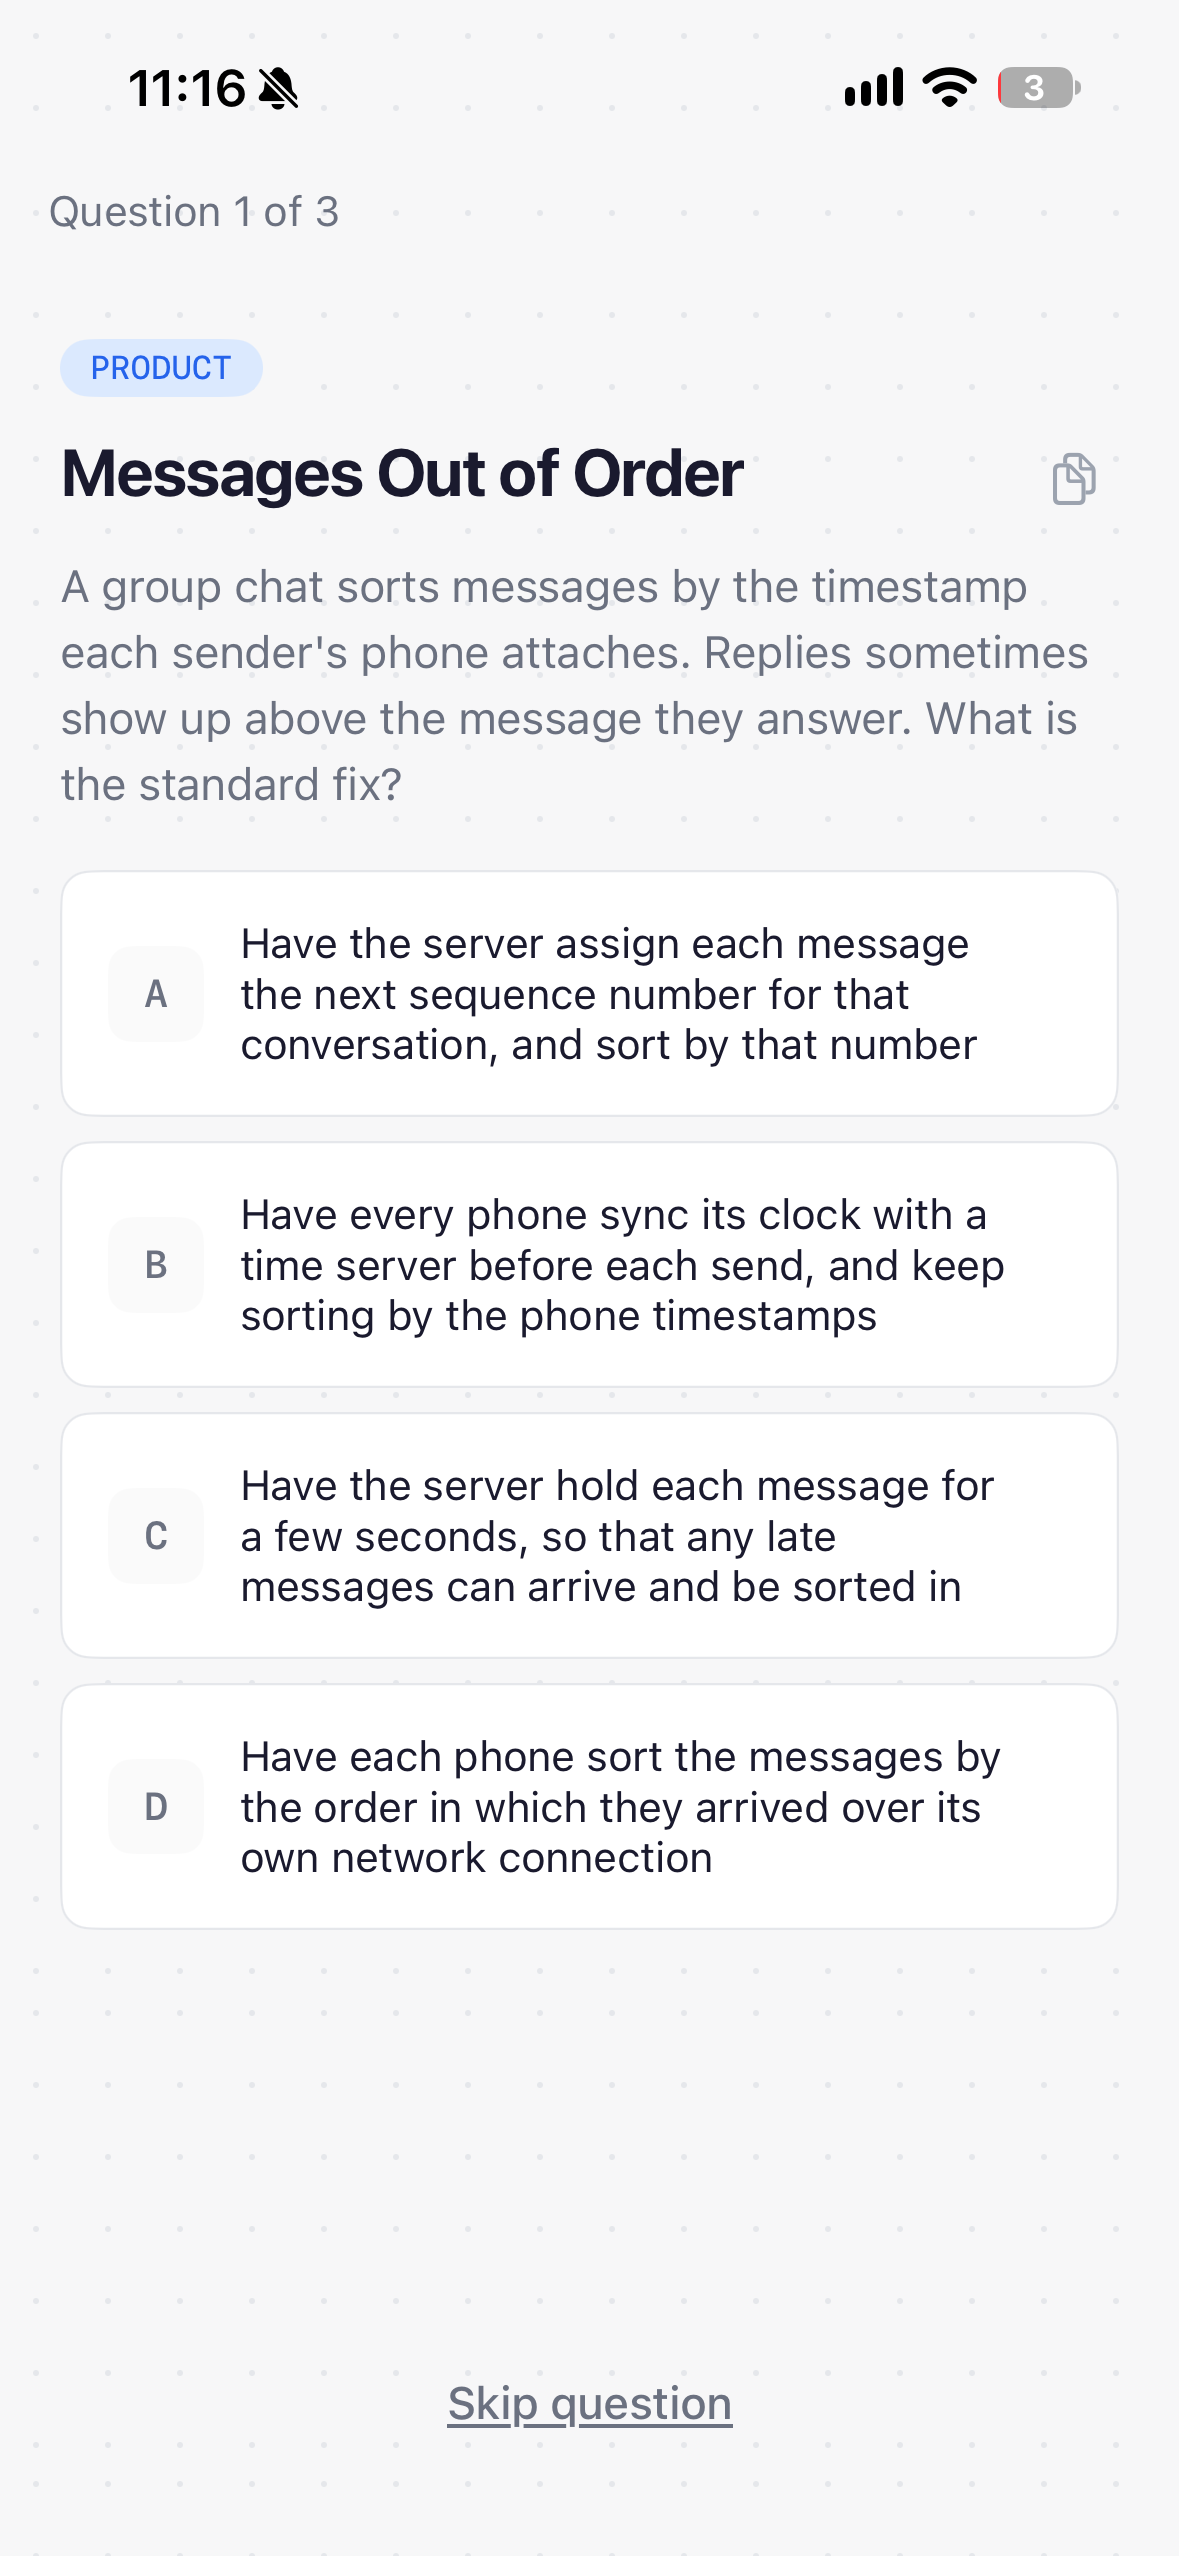 11:16
3
Question 1 of 3
PRODUCT
Messages Out of Order
A group chat sorts messages by the timestamp
each sender's phone attaches. Replies sometimes
show up above the message they answer. What is
the standard fix?
A
Have the server assign each message
the next sequence number for that
conversation, and sort by that number
B
Have every phone sync its clock with a
time server before each send, and keep
sorting by the phone timestamps
C
Have the server hold each message for
a few seconds, so that any late
messages can arrive and be sorted in
D
Have each phone sort the messages by
the order in which they arrived over its
own network connection
Skip question